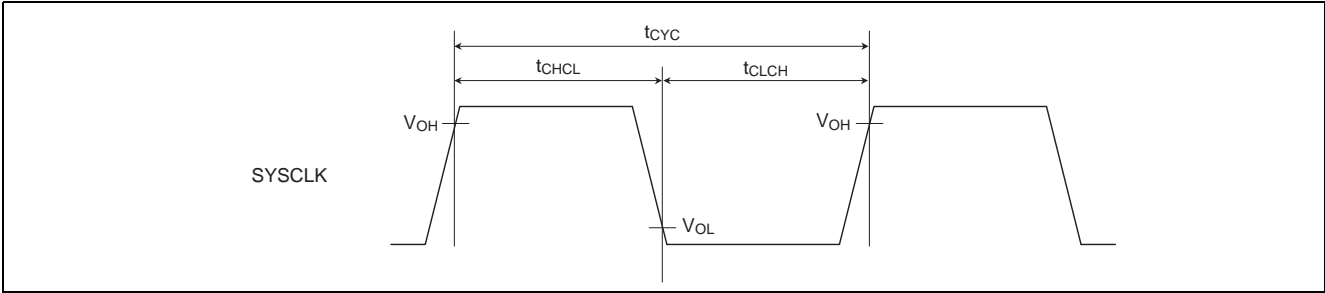 tCYC
tCHCL
tCLCH
VOH
VOH
SYSCLK
VOL